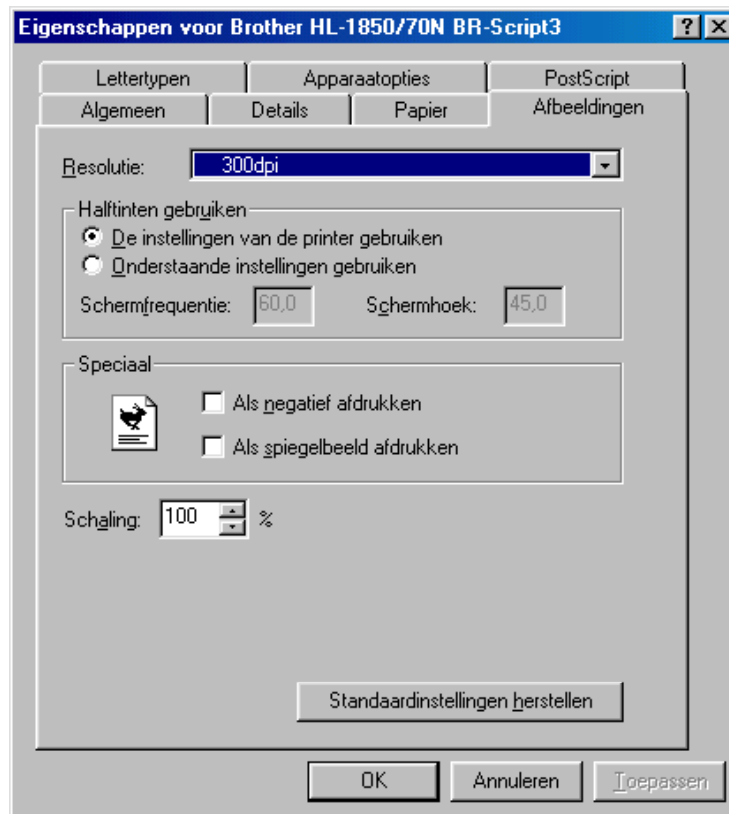 Eigenschappen voor Brother HL-1850/70N BR-Script3
Lettertypen Apparaatopties PostScript
Algemeen Details Papier Afbeeldingen
Resolutie: 300dpi
Halftinten gebruiken
De instellingen van de printer gebruiken
Onderstaande instellingen gebruiken
Schermfrequentie: 60,0 Schermhoek: 45,0
Speciaal
Als negatief afdrukken
Als spiegelbeeld afdrukken
Schaling: 100 %
Standaardinstellingen herstellen
OK Annuleren Toepassen